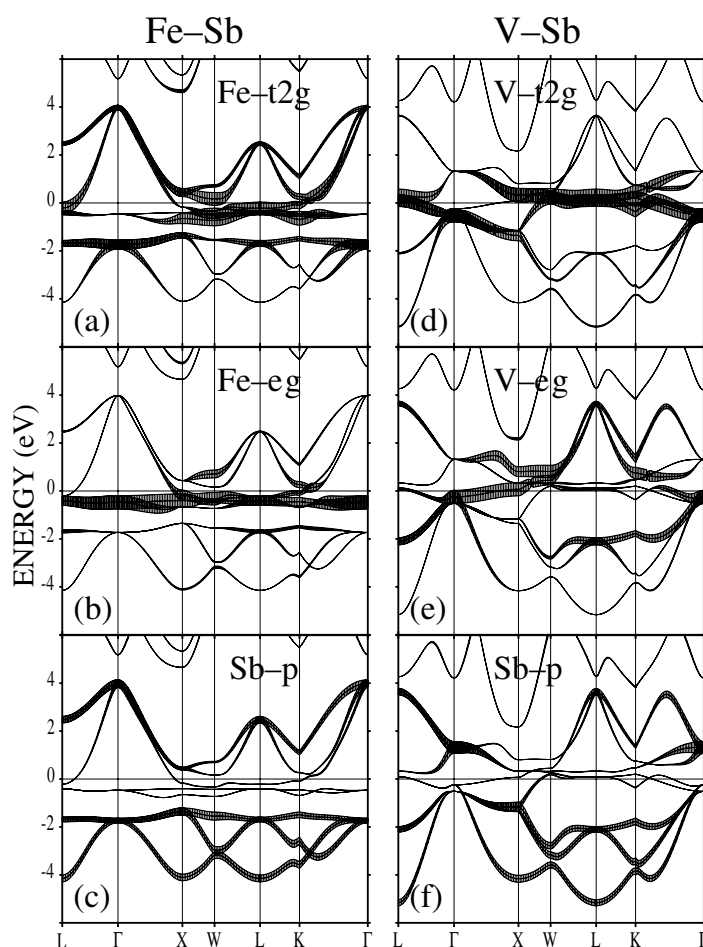 Fe–Sb V–Sb
Fe–t2g V–t2g
4
2
0
-2
-4
(a) (d)
Fe–eg V–eg
4
2
0
-2
-4
(b) (e)
ENERGY (eV)
Sb–p Sb–p
4
2
0
-2
-4
(c) (f)
L Γ X W L K Γ L Γ X W L K Γ